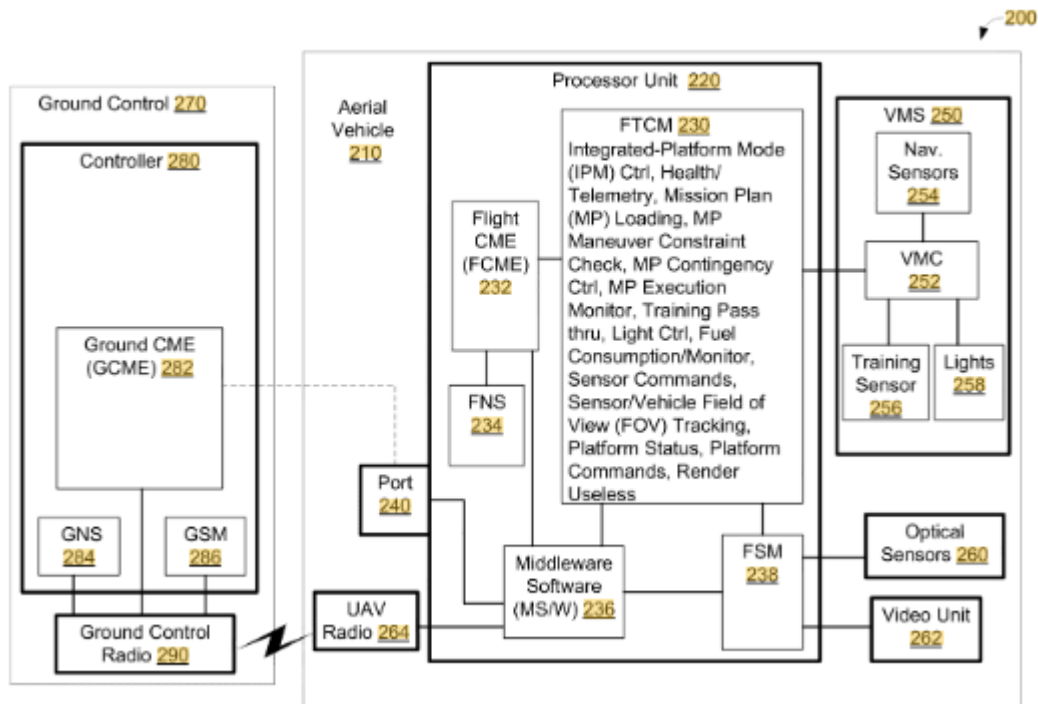 200
Ground Control 270
Controller 280
Ground CME
(GCME) 282
GNS
284
GSM
286
Ground Control
Radio 290
Aerial
Vehicle
210
Port
240
UAV
Radio 264
Processor Unit 220
Flight
CME
(FCME)
232
FNS
234
FTCM 230
Integrated-Platform Mode
(IPM) Ctrl, Health/
Telemetry, Mission Plan
(MP) Loading, MP
Maneuver Constraint
Check, MP Contingency
Ctrl, MP Execution
Monitor, Training Pass
thru, Light Ctrl, Fuel
Consumption/Monitor,
Sensor Commands,
Sensor/Vehicle Field of
View (FOV) Tracking,
Platform Status, Platform
Commands, Render
Useless
Middleware
Software
(MS/W) 236
FSM
238
VMS 250
Nav.
Sensors
254
VMC
252
Training
Sensor
256
Lights
258
Optical
Sensors 260
Video Unit
262